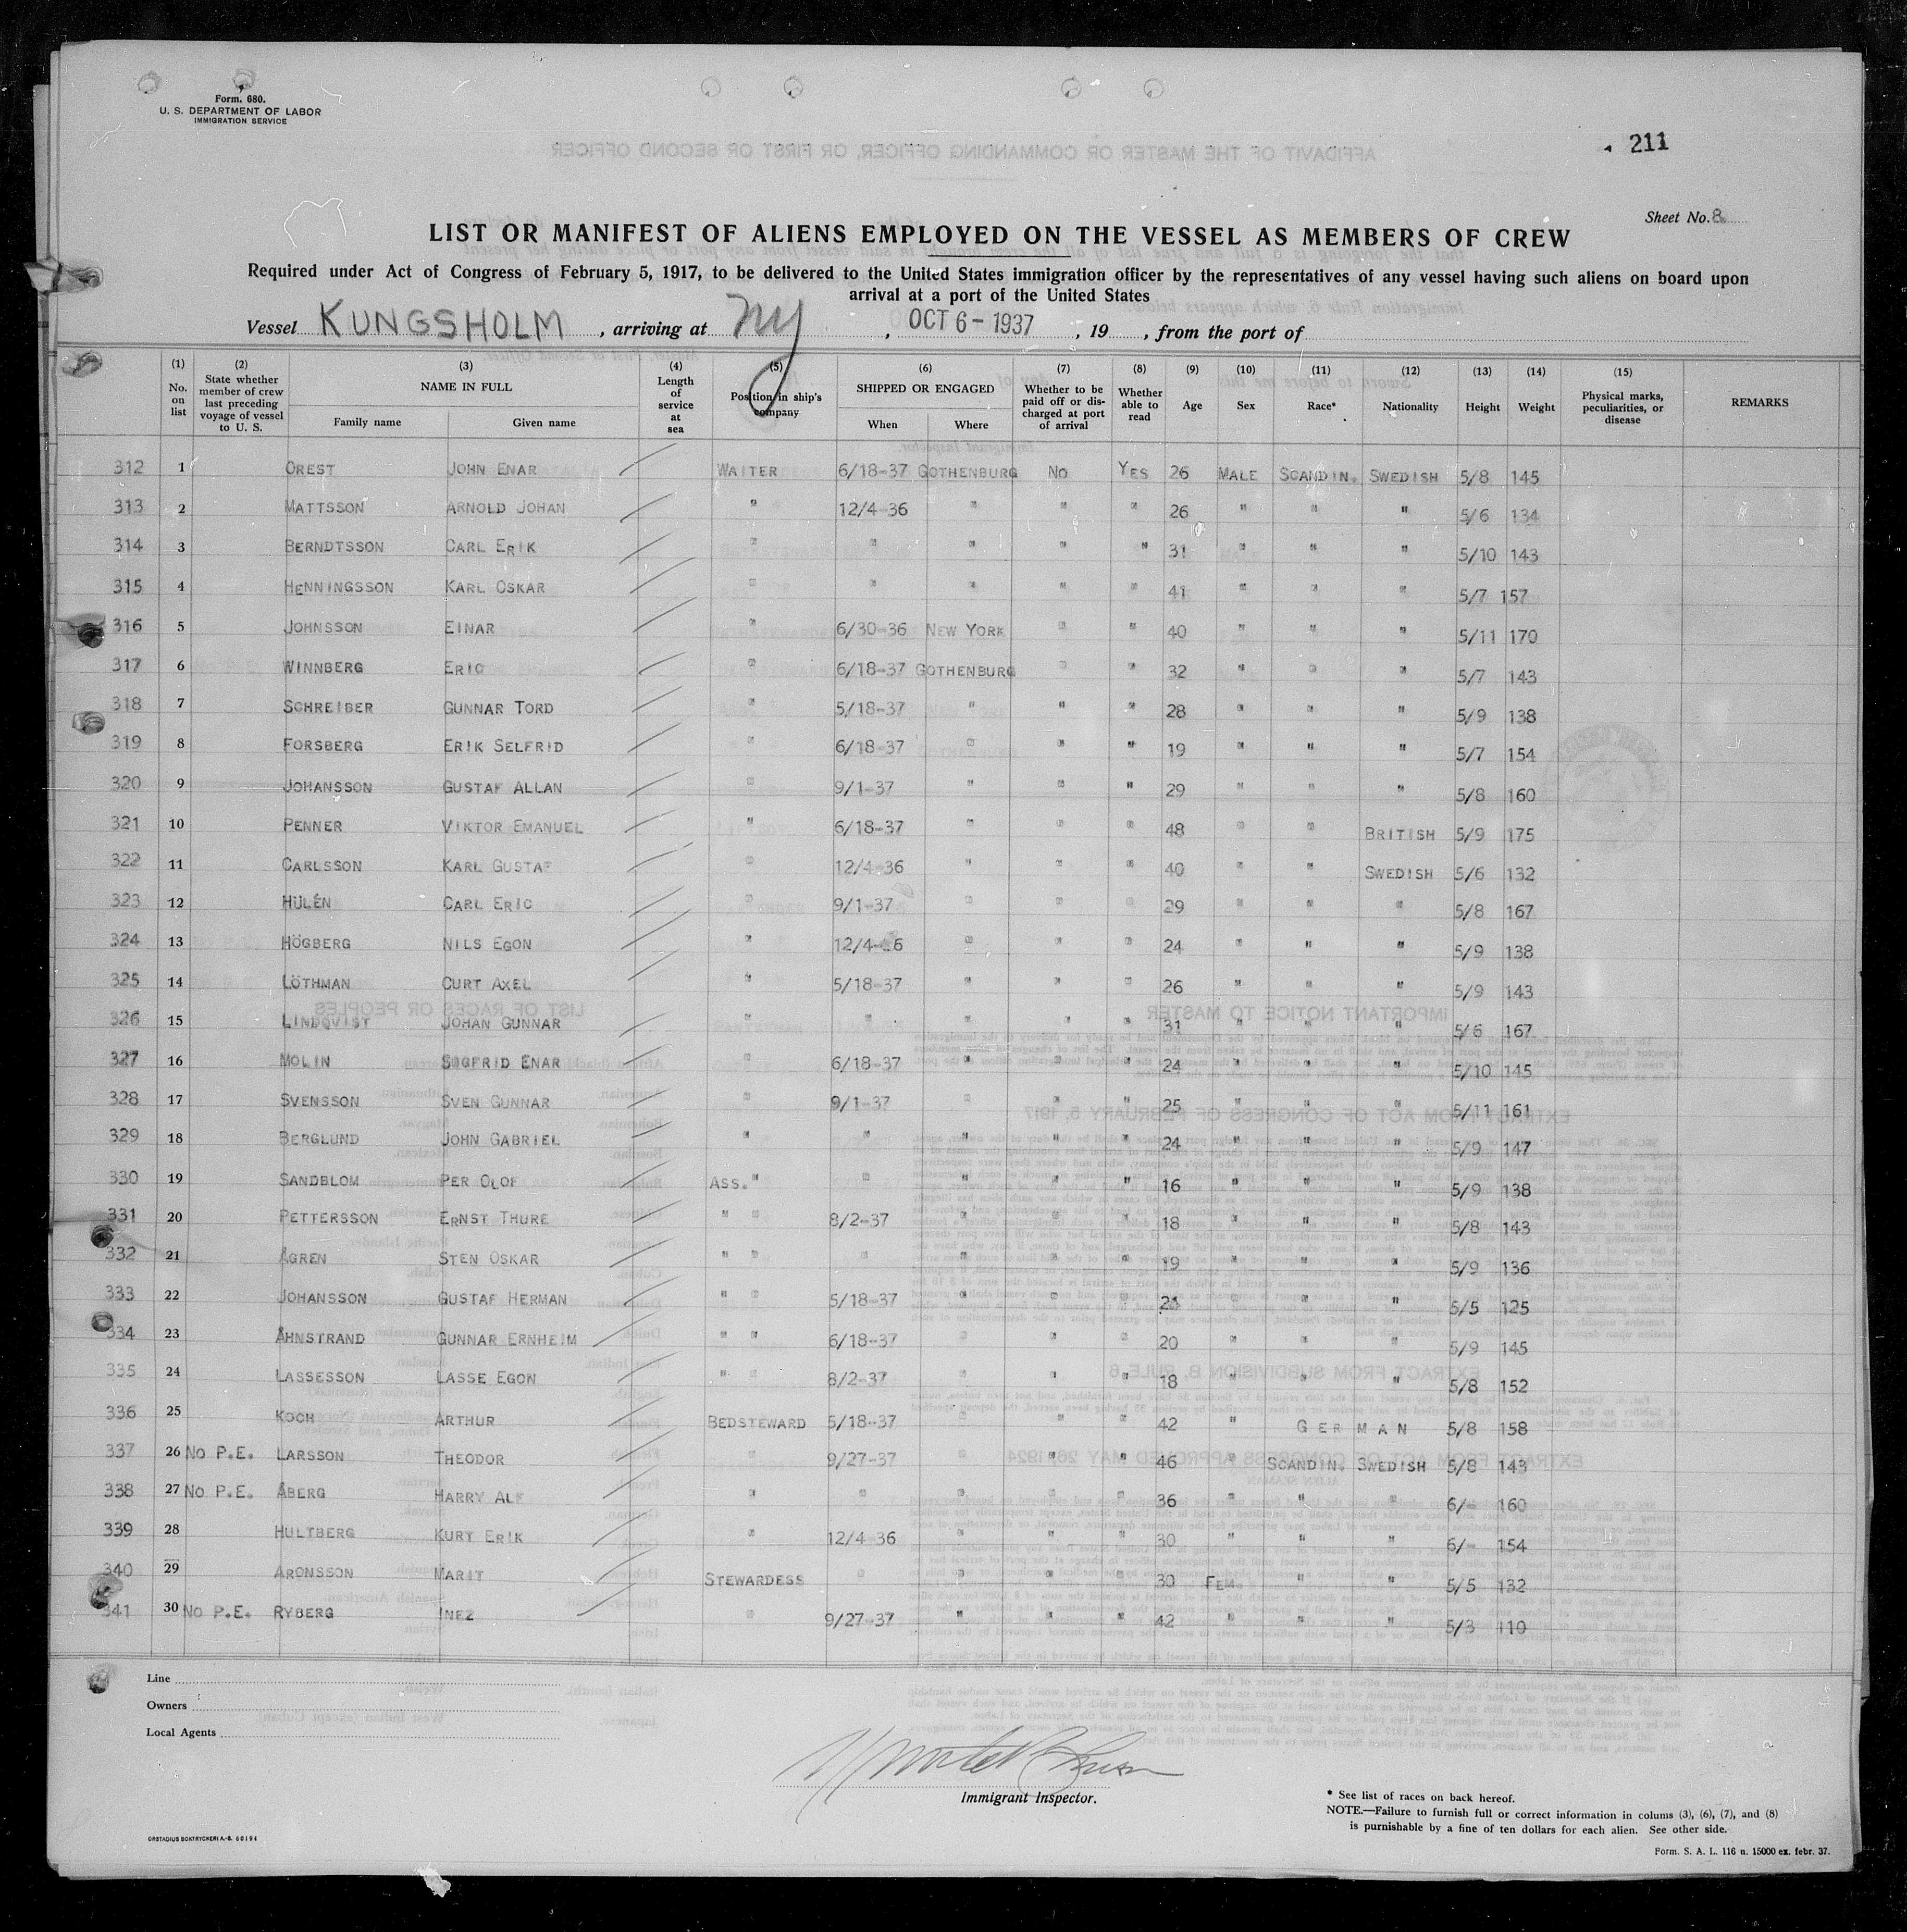 Form. 680.
U. S. DEPARTMENT OF LABOR
IMMIGRATION SERVICE
211
Sheet No. 8
LIST OR MANIFEST OF ALIENS EMPLOYED ON THE VESSEL AS MEMBERS OF CREW
Required under Act of Congress of February 5, 1917, to be delivered to the United States immigration officer by the representatives of any vessel having such aliens on board upon
arrival at a port of the United States
Vessel KUNGSHOLM, arriving at NY, OCT 6-1937, 19, from the port of
(1) No. on list (2) State whether member of crew last preceding voyage of vessel to U. S. (3) NAME IN FULL Family name Given name (4) Length of service at sea (5) Position in ship's company (6) SHIPPED OR ENGAGED When Where (7) Whether to be paid off or discharged at port of arrival (8) Whether able to read (9) Age (10) Sex (11) Race* (12) Nationality (13) Height (14) Weight (15) Physical marks, peculiarities, or disease REMARKS
312 1 OREST JOHN ENAR WAITER 6/18-37 GOTHENBURG NO YES 26 MALE SCANDIN. SWEDISH 5/8 145
313 2 MATTSSON ARNOLD JOHAN " 12/4-36 " " " 26 " " " 5/6 134
314 3 BERNDTSSON CARL ERIK " " " " " 31 " " " 5/10 143
315 4 HENNINGSSON KARL OSKAR " " " " " 41 " " " 5/7 157
316 5 JOHNSSON EINAR " 6/30-36 NEW YORK " " 40 " " " 5/11 170
317 6 WINNBERG ERIC " 6/18-37 GOTHENBURG " " 32 " " " 5/7 143
318 7 SCHREIBER GUNNAR TORD " 5/18-37 " " " 28 " " " 5/9 138
319 8 FORSBERG ERIK SELFRID " 6/18-37 " " " 19 " " " 5/7 154
320 9 JOHANSSON GUSTAF ALLAN " 9/1-37 " " " 29 " " " 5/8 160
321 10 PENNER VIKTOR EMANUEL " 6/18-37 " " " 48 " " BRITISH 5/9 175
322 11 CARLSSON KARL GUSTAF " 12/4-36 " " " 40 " " SWEDISH 5/6 132
323 12 HULÉN CARL ERIC " 9/1-37 " " " 29 " " " 5/8 167
324 13 HÖGBERG NILS EGON " 12/4-36 " " " 24 " " " 5/9 138
325 14 LÖTHMAN CURT AXEL " 5/18-37 " " " 26 " " " 5/9 143
326 15 LINDQVIST JOHAN GUNNAR " " " " " 31 " " " 5/6 167
327 16 MOLIN SIGFRID ENAR " 6/18-37 " " " 24 " " " 5/10 145
328 17 SVENSSON SVEN GUNNAR " 9/1-37 " " " 25 " " " 5/11 161
329 18 BERGLUND JOHN GABRIEL " " " " " 24 " " " 5/9 147
330 19 SANDBLOM PER OLOF ASS. " " " " " 16 " " " 5/9 138
331 20 PETTERSSON ERNST THURE " " 8/2-37 " " " 18 " " " 5/8 143
332 21 ÅGREN STEN OSKAR " " " " " " 19 " " " 5/9 136
333 22 JOHANSSON GUSTAF HERMAN " " 5/18-37 " " " " " " 5/5 125
334 23 ÅHNSTRAND GUNNAR ERNHEIM " " 6/18-37 " " " 20 " " " 5/9 145
335 24 LASSESSON LASSE EGON " " 8/2-37 " " " 18 " " " 5/8 152
336 25 KOCH ARTHUR BEDSTEWARD 5/18-37 " " " 42 " GERMAN 5/8 158
337 26 NO P.E. LARSSON THEODOR " 9/27-37 " " " 46 " SCANDIN. SWEDISH 5/8 143
338 27 NO P.E. ÅBERG HARRY ALF " " " " " 36 " " " 6/- 160
339 28 HULTBERG KURT ERIK " 12/4-36 " " " 30 " " " 6/- 154
340 29 ARONSSON MARIT STEWARDESS " " " " 30 FEM. " " 5/5 132
341 30 NO P.E. RYBERG INEZ " 9/27-37 " " " 42 " " " 5/3 110
Line
Owners
Local Agents
Immigrant Inspector.
* See list of races on back hereof.
NOTE.—Failure to furnish full or correct information in colums (3), (6), (7), and (8)
is purnishable by a fine of ten dollars for each alien. See other side.
ORSTADIUS BOKTRYCKERI A.-B. 60194
Form. S. A. L. 116 n. 15000 ex. febr. 37.